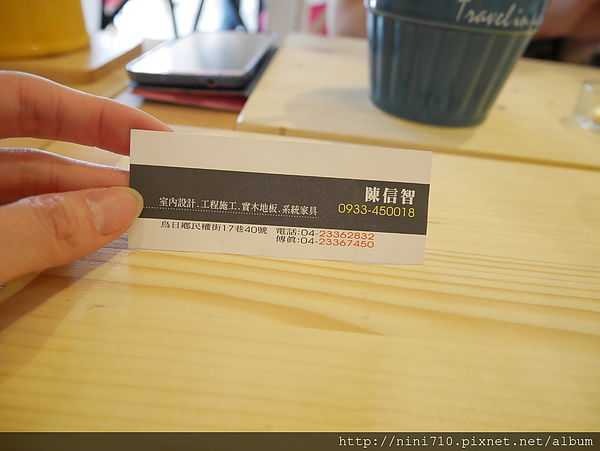 Travel in
陳信智
室內設計.工程施工.實木地板.系統家具
0933-450018
烏日鄉民權街17巷40號 電話:04-23362832
傳真:04-23367450
http://nini710.pixnet.net/album